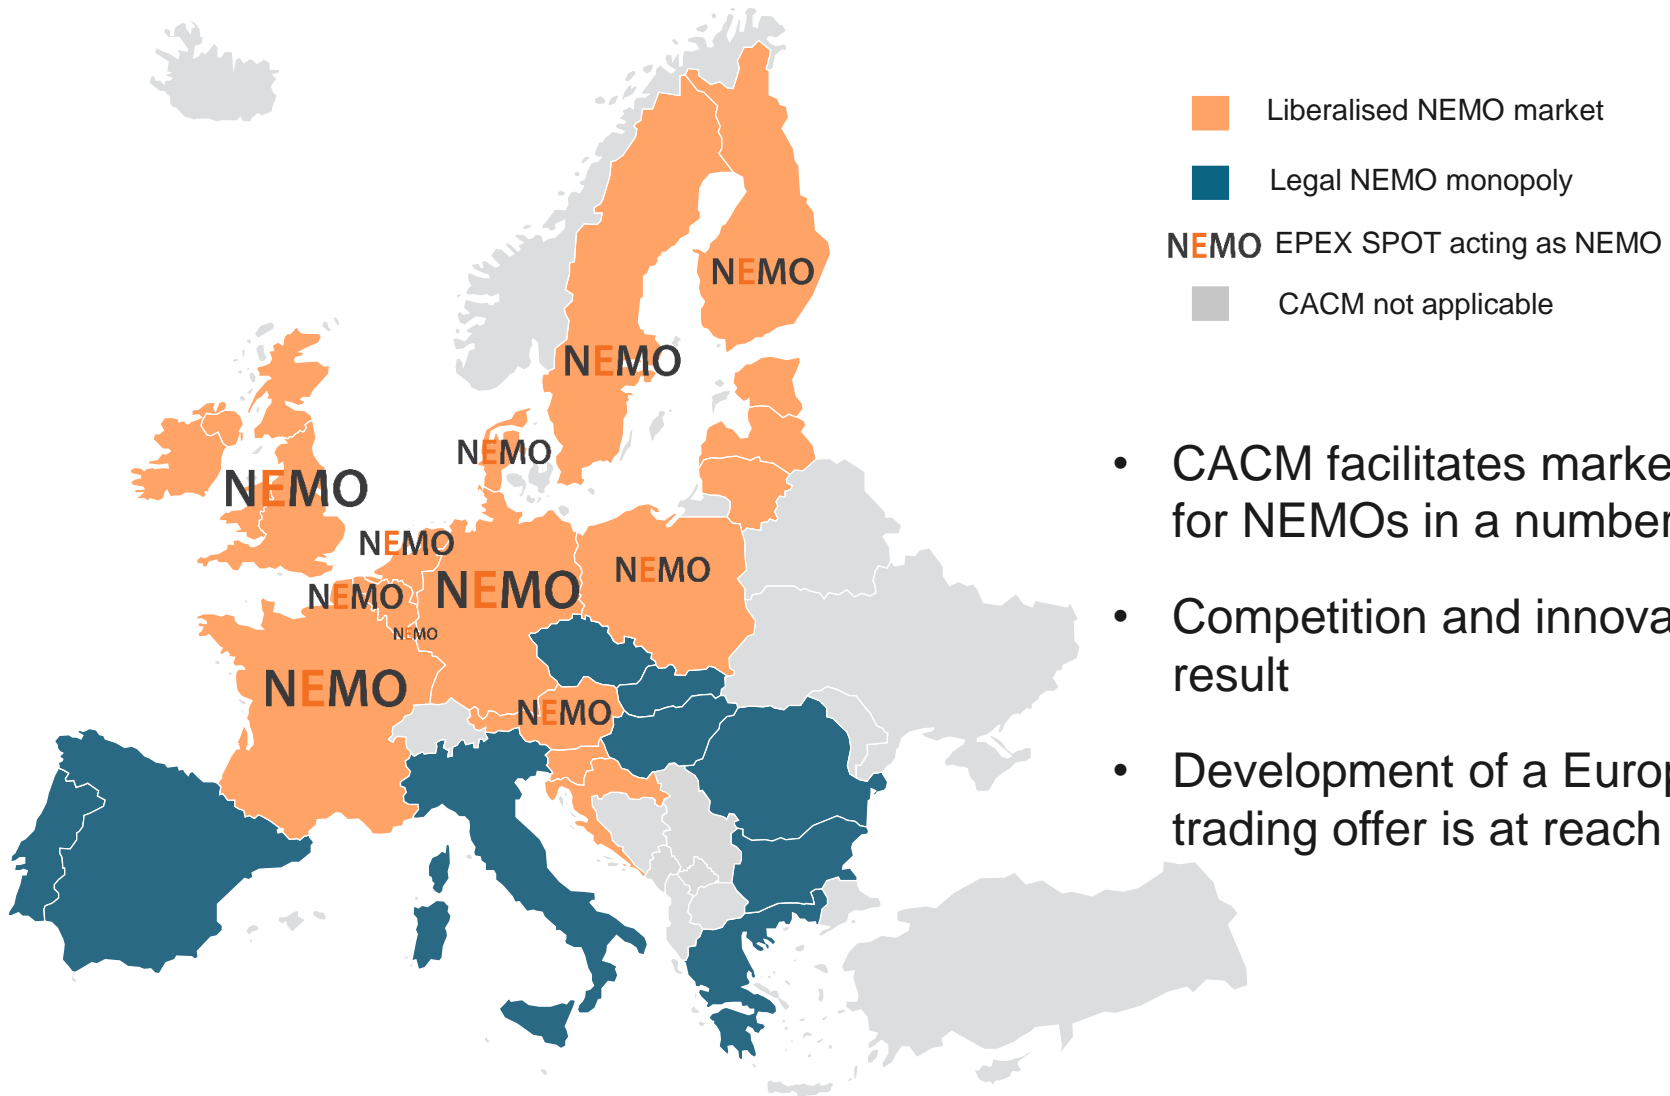 Liberalised NEMO market
Legal NEMO monopoly
NEMO EPEX SPOT acting as NEMO
CACM not applicable
NEMO
NEMO
NEMO
NEMO
NEMO
NEMO
NEMO
NEMO
NEMO
NEMO
NEMO
• CACM facilitates marke
for NEMOs in a number
• Competition and innova
result
• Development of a Europ
trading offer is at reach